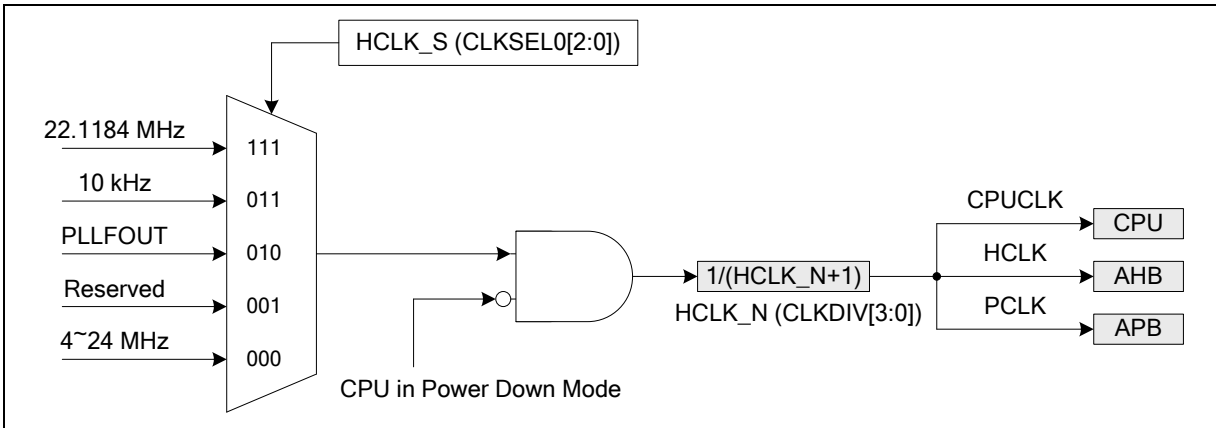 HCLK_S (CLKSEL0[2:0])
22.1184 MHz
111
10 kHz
011
PLLFOUT
010
Reserved
001
4~24 MHz
000
CPU in Power Down Mode
1/(HCLK_N+1)
HCLK_N (CLKDIV[3:0])
CPUCLK
CPU
HCLK
AHB
PCLK
APB